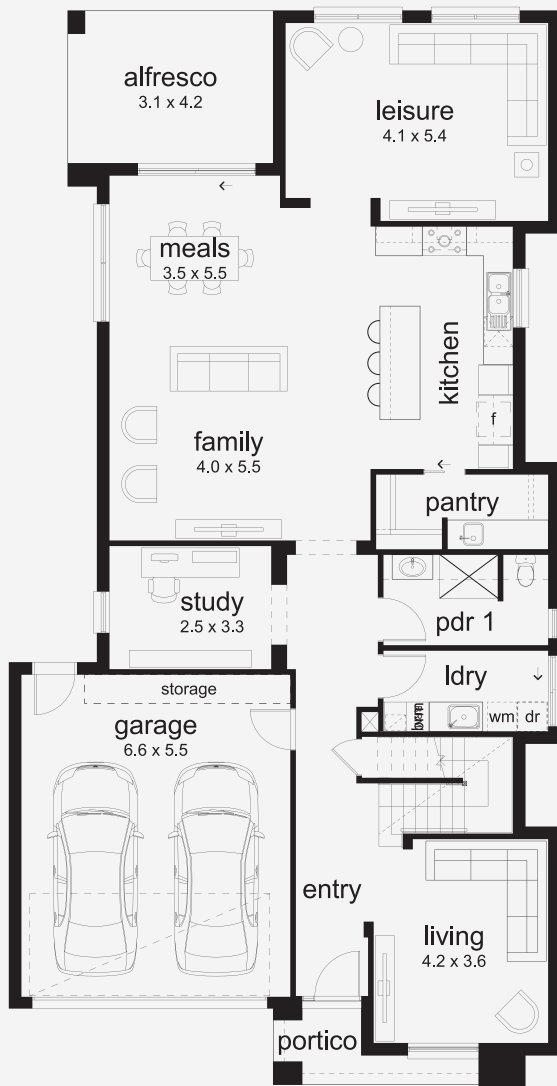 alfresco
3.1 x 4.2
leisure
4.1 x 5.4
meals
3.5 x 5.5
kitchen
f
family
4.0 x 5.5
pantry
study
2.5 x 3.3
pdr 1
storage
ldry
wm
dr
garage
6.6 x 5.5
entry
living
4.2 x 3.6
portico